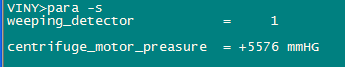 VINY>para -s
weeping_detector = 1
centrifuge_motor_preasure = +5576 mmHG